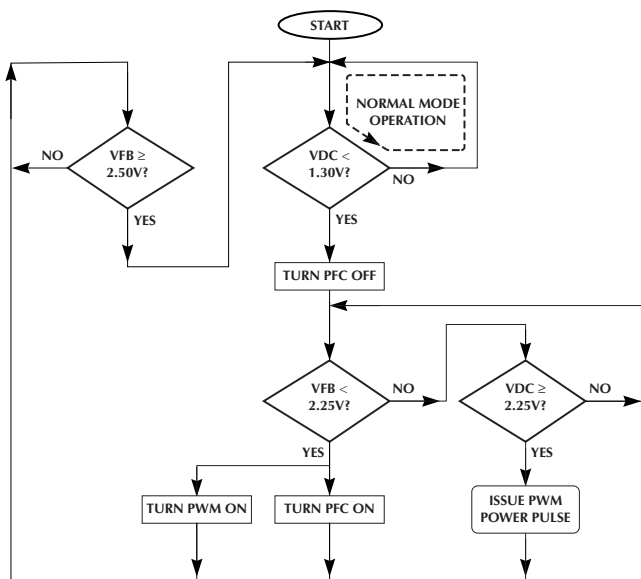 START
NORMAL MODE
OPERATION
VFB ≥
2.50V?
NO
YES
VDC <
1.30V?
NO
YES
TURN PFC OFF
VFB <
2.25V?
NO
YES
VDC ≥
2.25V?
NO
YES
TURN PWM ON
TURN PFC ON
ISSUE PWM
POWER PULSE